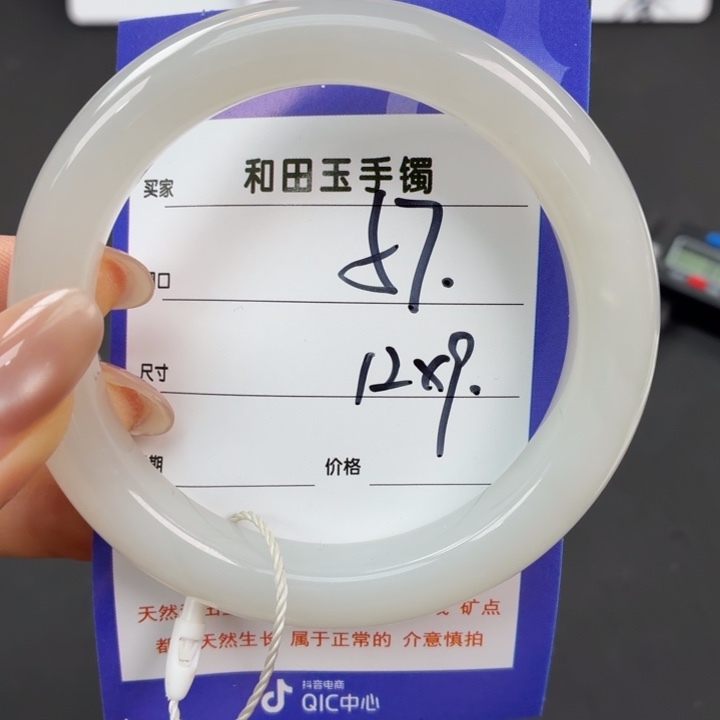 和田玉手镯
买家
口 57.
尺寸 12x9.
期 价格
天然 矿点
都 天然生长 属于正常的 介意慎拍
抖音电商
QIC中心